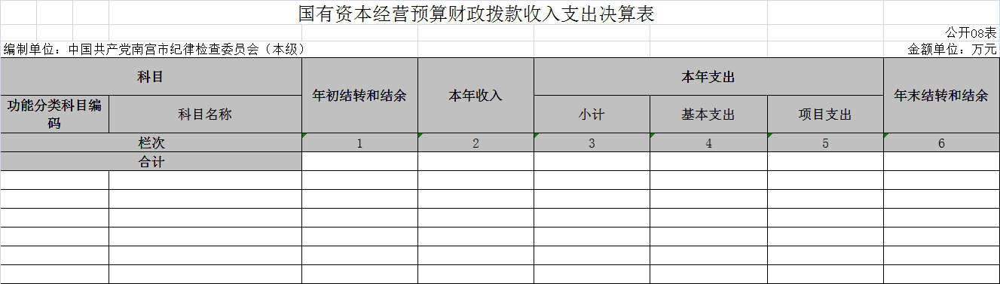 国有资本经营预算财政拨款收入支出决算表
公开08表
编制单位：中国共产党南宫市纪律检查委员会（本级）
金额单位：万元
科目
年初结转和结余
本年收入
本年支出
年末结转和结余
功能分类科目编
码
科目名称
小计
基本支出
项目支出
栏次
1
2
3
4
5
6
合计